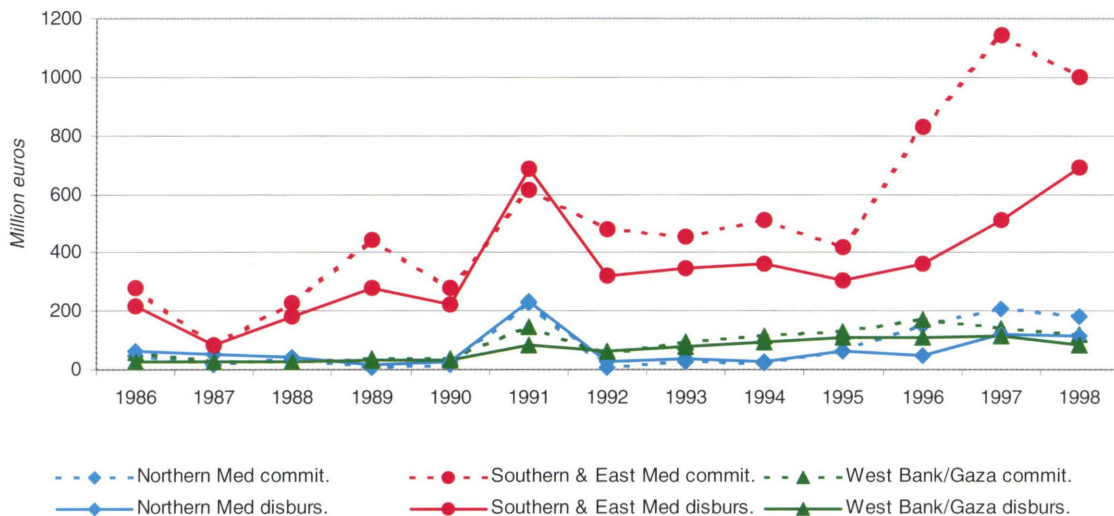 1200
1000
800
600
400
200
0
Million euros
1986 1987 1988 1989 1990 1991 1992 1993 1994 1995 1996 1997 1998
Northern Med commit. Southern & East Med commit. West Bank/Gaza commit.
Northern Med disburs. Southern & East Med disburs. West Bank/Gaza disburs.